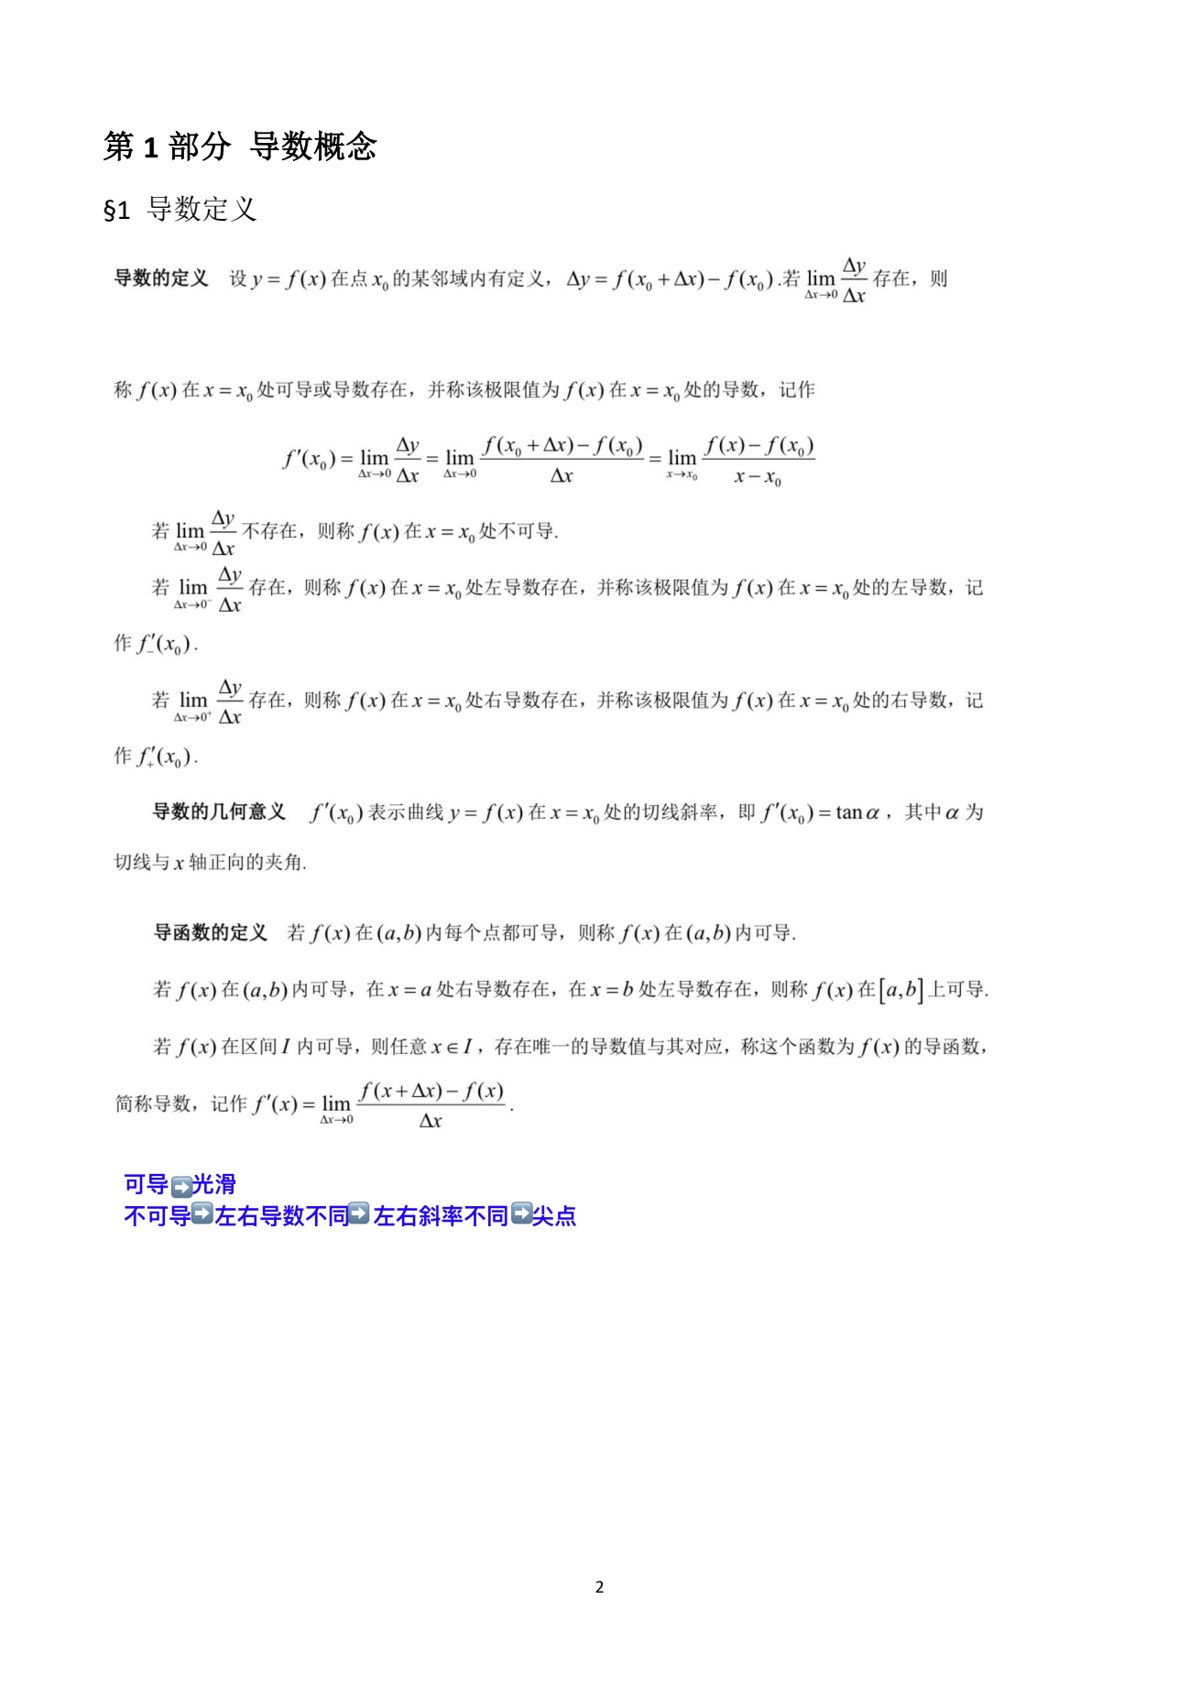 第 1 部分 导数概念
§1 导数定义
导数的定义 设 y = f(x) 在点 x₀ 的某邻域内有定义，Δy = f(x₀ + Δx) − f(x₀) .若 lim_{Δx→0} Δy/Δx 存在，则
称 f(x) 在 x = x₀ 处可导或导数存在，并称该极限值为 f(x) 在 x = x₀ 处的导数，记作
f′(x₀) = lim_{Δx→0} Δy/Δx = lim_{Δx→0} (f(x₀ + Δx) − f(x₀))/Δx = lim_{x→x₀} (f(x) − f(x₀))/(x − x₀)
若 lim_{Δx→0} Δy/Δx 不存在，则称 f(x) 在 x = x₀ 处不可导.
若 lim_{Δx→0⁻} Δy/Δx 存在，则称 f(x) 在 x = x₀ 处左导数存在，并称该极限值为 f(x) 在 x = x₀ 处的左导数，记
作 f′₋(x₀) .
若 lim_{Δx→0⁺} Δy/Δx 存在，则称 f(x) 在 x = x₀ 处右导数存在，并称该极限值为 f(x) 在 x = x₀ 处的右导数，记
作 f′₊(x₀) .
导数的几何意义 f′(x₀) 表示曲线 y = f(x) 在 x = x₀ 处的切线斜率，即 f′(x₀) = tan α ，其中 α 为
切线与 x 轴正向的夹角.
导函数的定义 若 f(x) 在 (a,b) 内每个点都可导，则称 f(x) 在 (a,b) 内可导.
若 f(x) 在 (a,b) 内可导，在 x = a 处右导数存在，在 x = b 处左导数存在，则称 f(x) 在 [a,b] 上可导.
若 f(x) 在区间 I 内可导，则任意 x ∈ I ，存在唯一的导数值与其对应，称这个函数为 f(x) 的导函数，
简称导数，记作 f′(x) = lim_{Δx→0} (f(x + Δx) − f(x))/Δx .
可导➡️光滑
不可导➡️左右导数不同➡️左右斜率不同➡️尖点
2